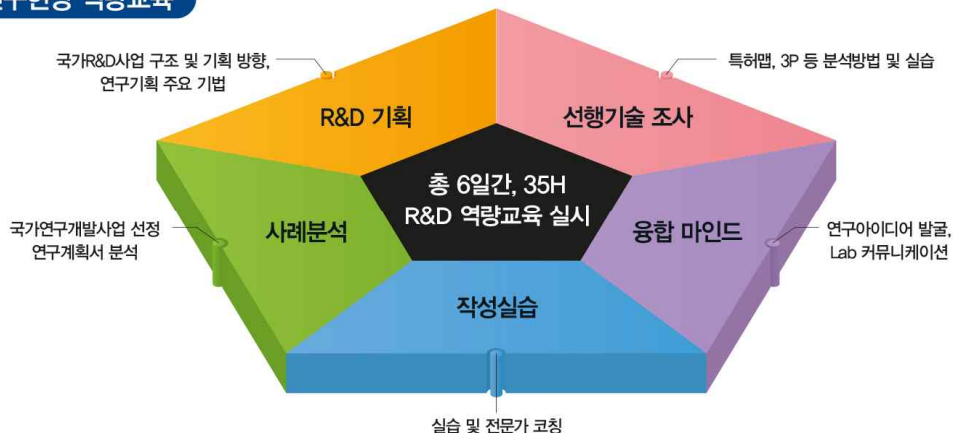 역량교육
국가R&D사업 구조 및 기획 방향,
연구기획 주요 기법
특허맵, 3P 등 분석방법 및 실습
R&D 기획
선행기술 조사
총 6일간, 35H
R&D 역량교육 실시
사례분석
융합 마인드
국가연구개발사업 선정
연구계획서 분석
연구아이디어 발굴,
Lab 커뮤니케이션
작성실습
실습 및 전문가 코칭